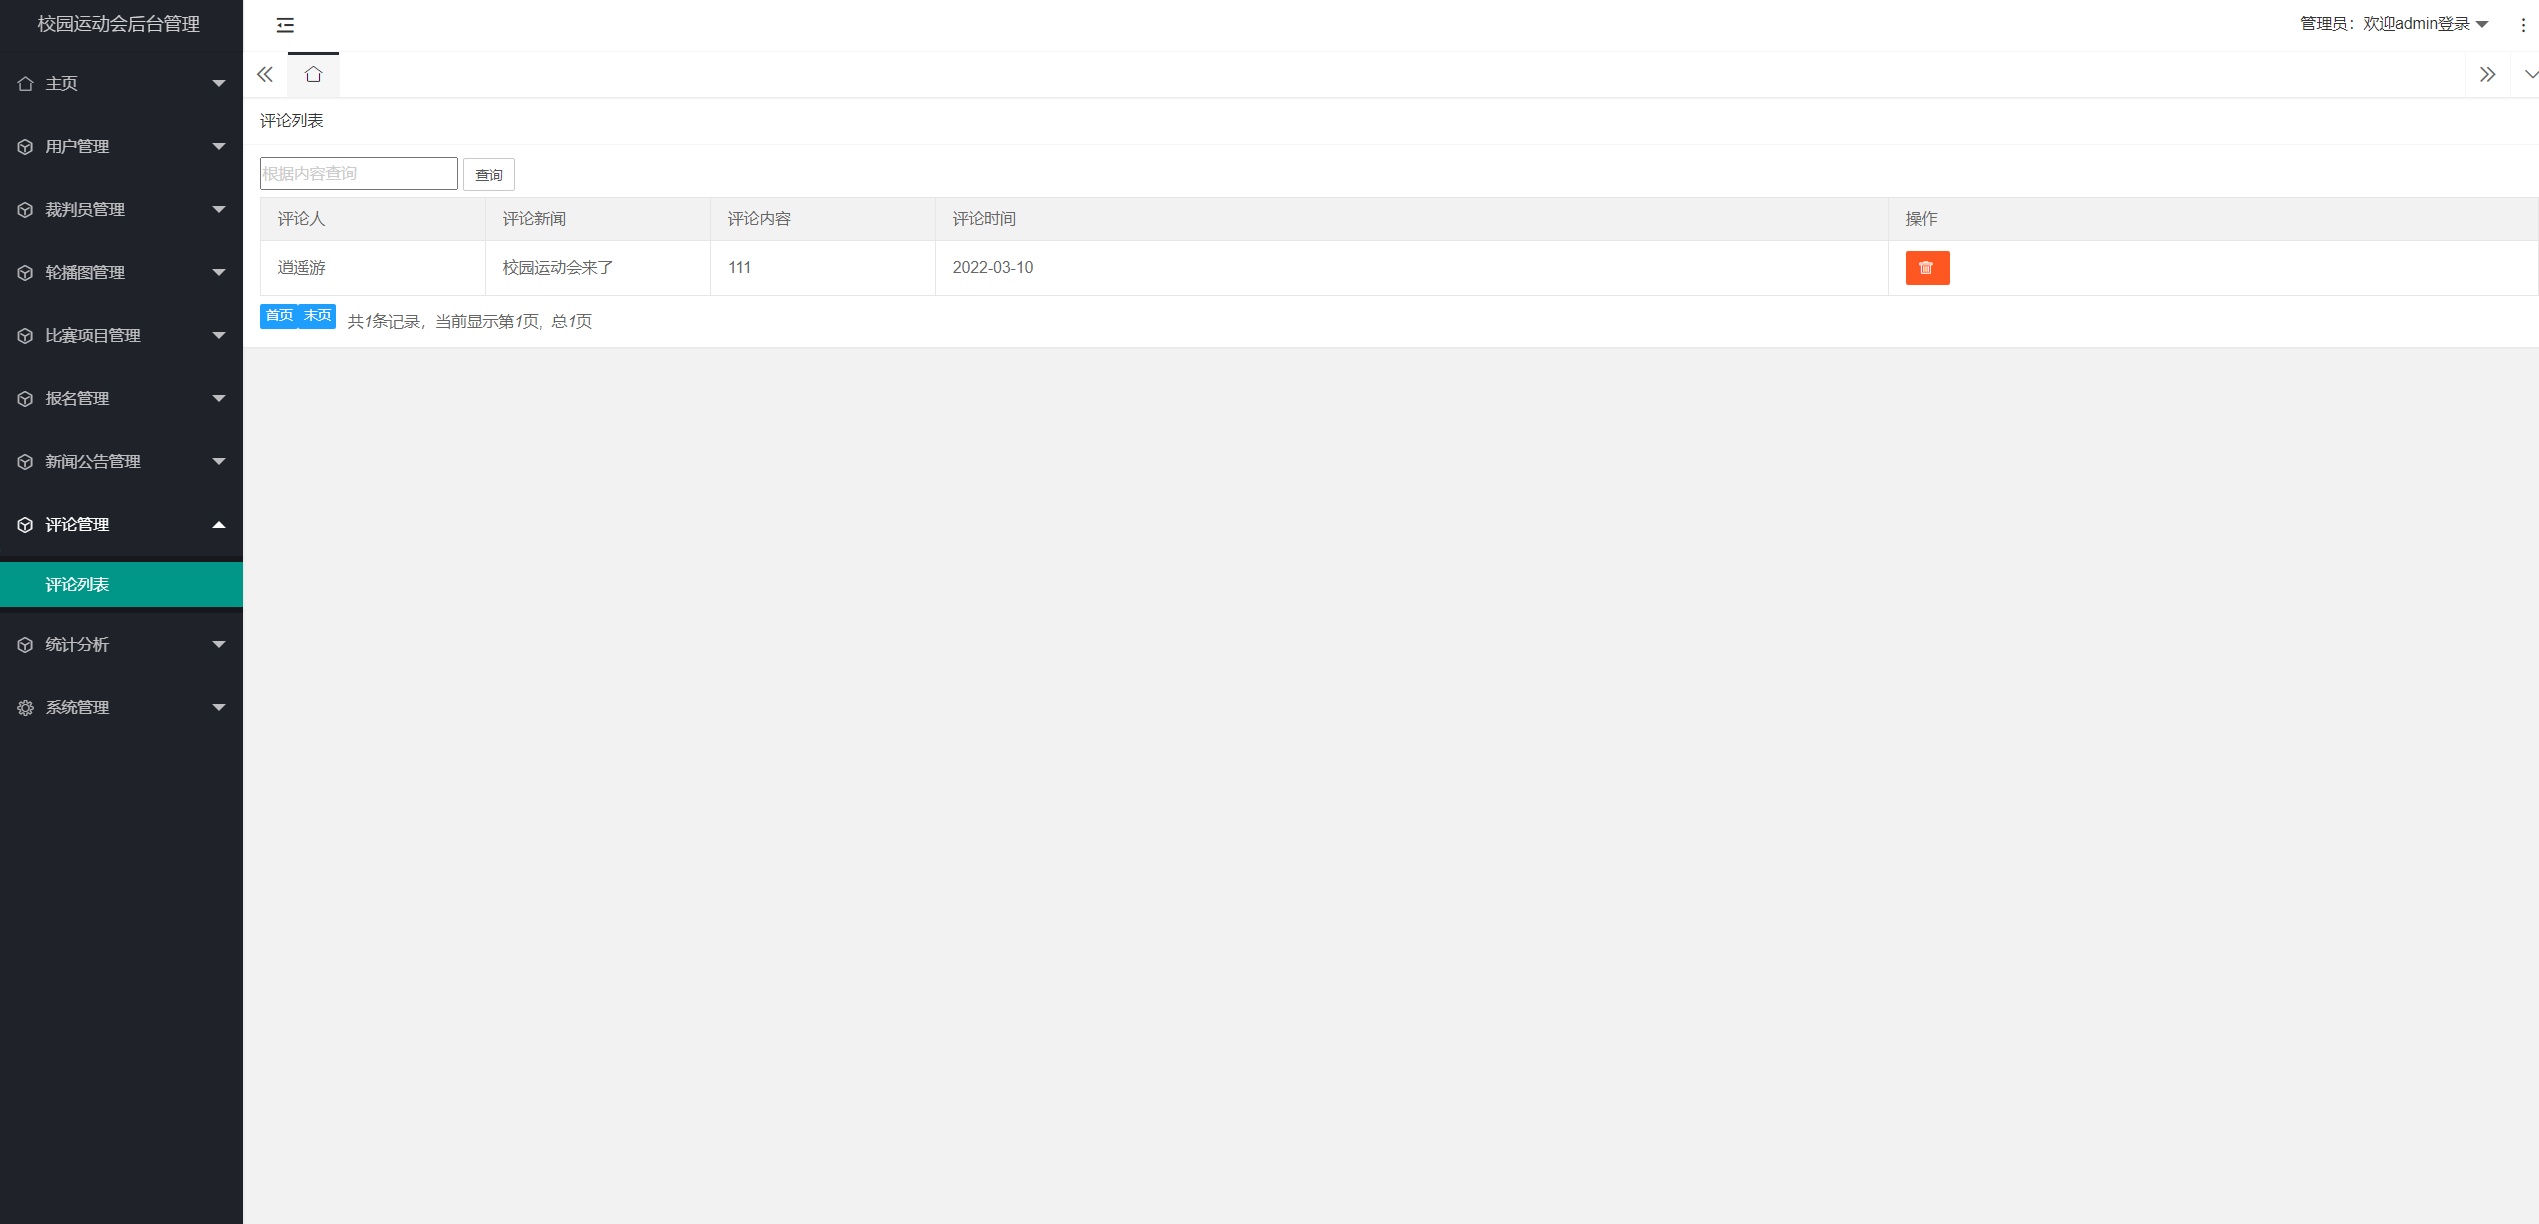 校园运动会后台管理
管理员：欢迎admin登录
主页
用户管理
裁判员管理
轮播图管理
比赛项目管理
报名管理
新闻公告管理
评论管理
评论列表
统计分析
系统管理
评论列表
根据内容查询 查询
评论人 评论新闻 评论内容 评论时间 操作
逍遥游 校园运动会来了 111 2022-03-10
首页 末页 共1条记录，当前显示第1页, 总1页